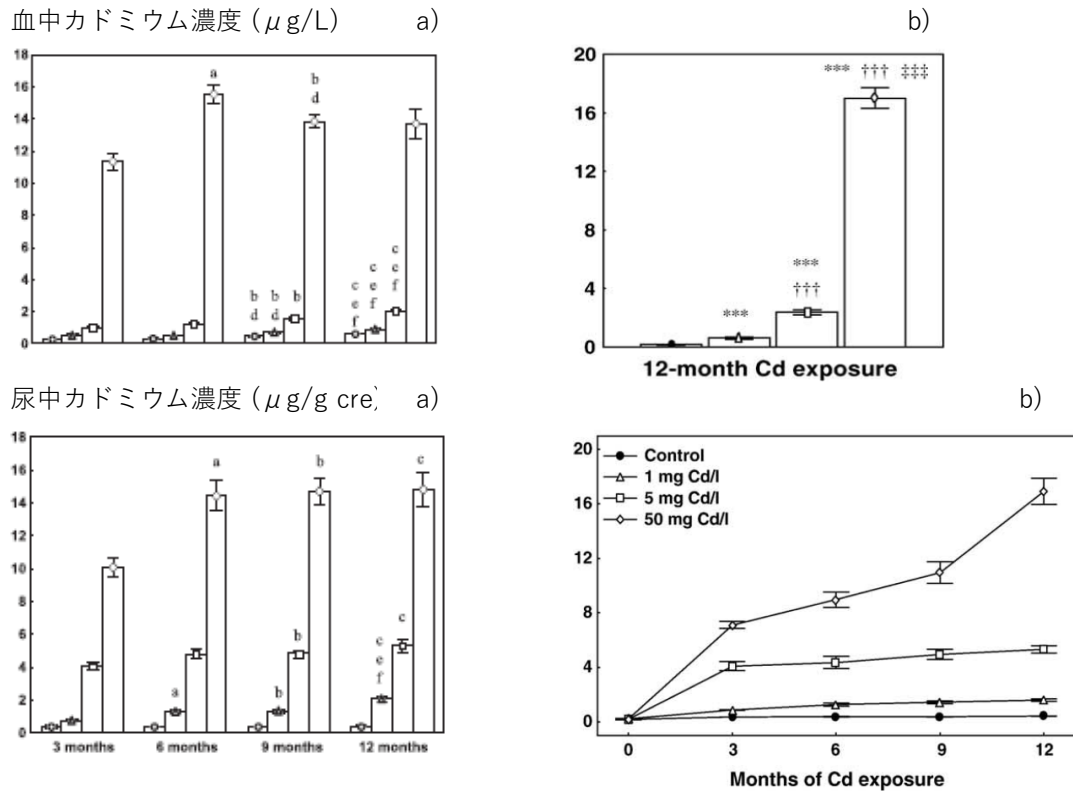 血中カドミウム濃度 (μg/L) a)
18
16
14
12
10
8
6
4
2
0
a
b
d
b
d
b
d
b
c
e
f
c
e
f
c
e
f
b)
20
16
12
8
4
0
***
***
†††
*** ††† ‡‡‡
12-month Cd exposure
尿中カドミウム濃度 (μg/g cre) a)
18
16
14
12
10
8
6
4
2
0
a
a
b
b
b
c
e
f
c
c
3 months 6 months 9 months 12 months
b)
20
16
12
8
4
0
Control
1 mg Cd/l
5 mg Cd/l
50 mg Cd/l
0 3 6 9 12
Months of Cd exposure